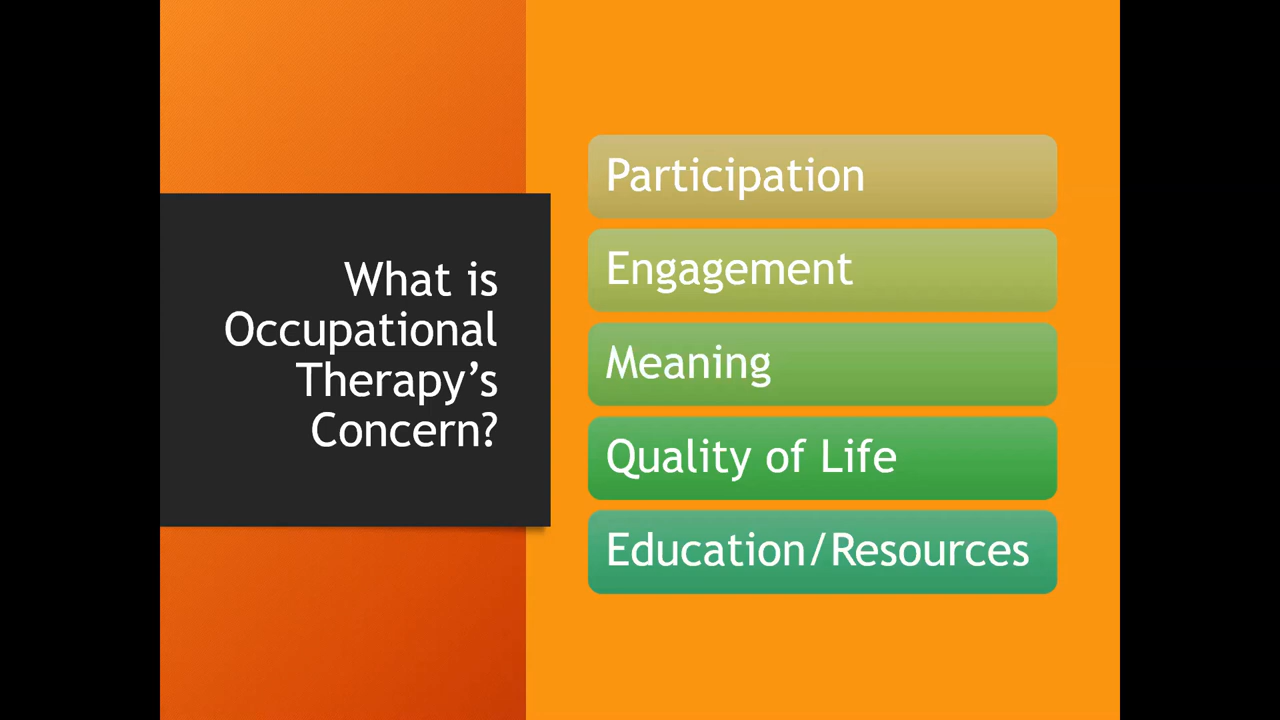 What is
Occupational
Therapy’s
Concern?
Participation
Engagement
Meaning
Quality of Life
Education/Resources